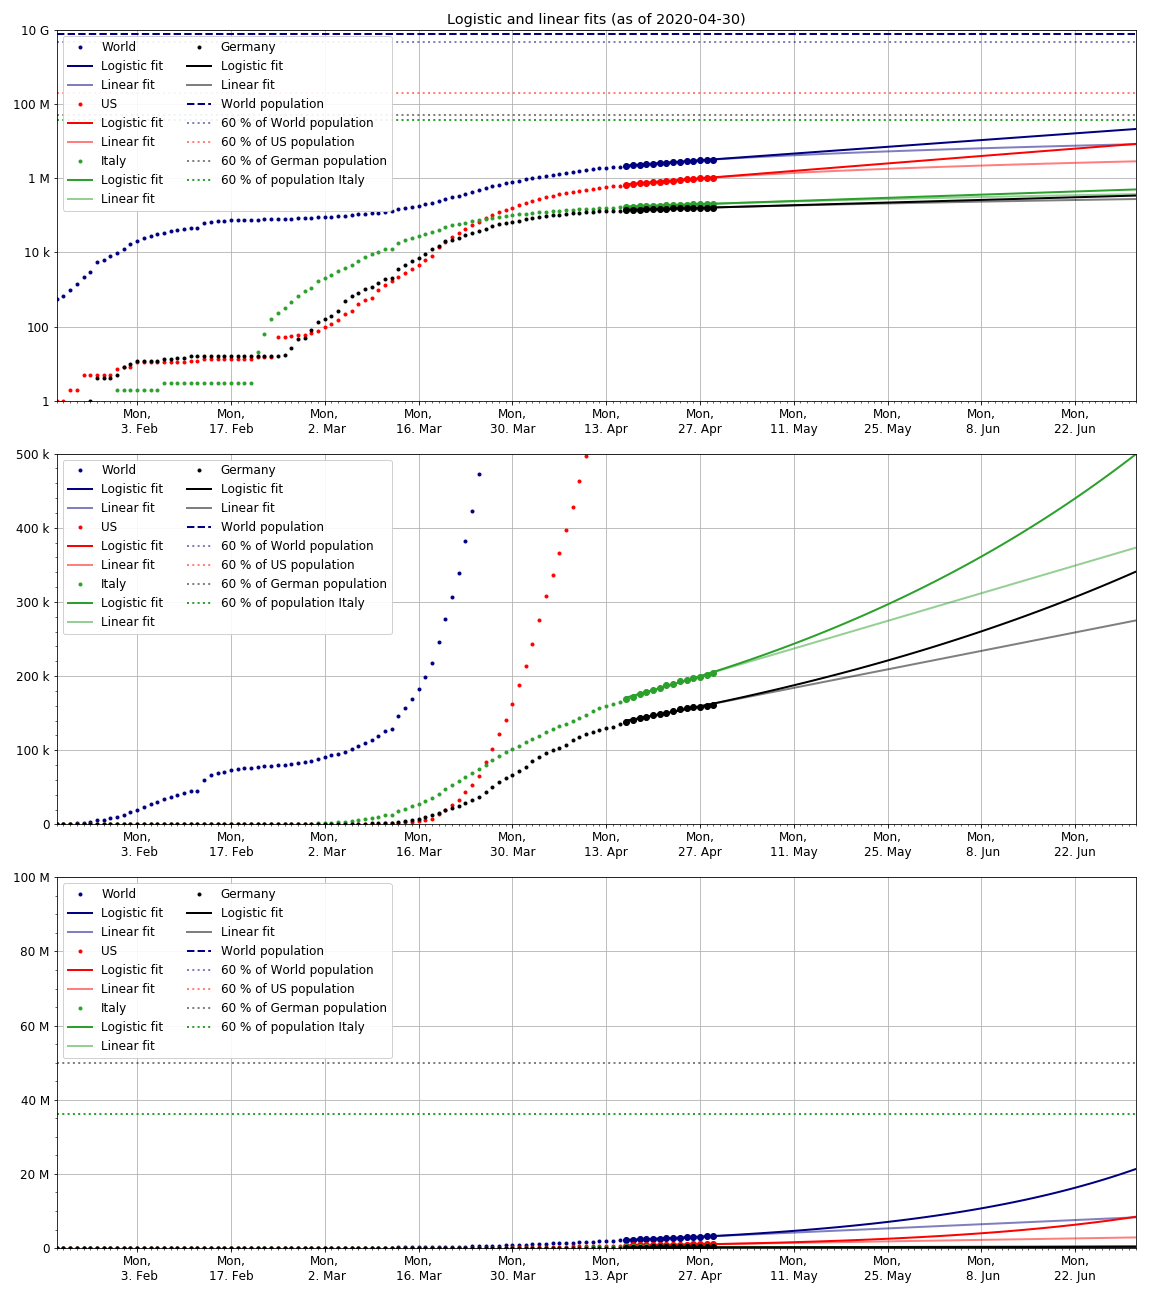 Logistic and linear fits (as of 2020-04-30)
10 G
100 M
1 M
10 k
100
1
World
Logistic fit
Linear fit
US
Logistic fit
Linear fit
Italy
Logistic fit
Linear fit
Germany
Logistic fit
Linear fit
World population
60 % of World population
60 % of US population
60 % of German population
60 % of population Italy
Mon,
3. Feb
Mon,
17. Feb
Mon,
2. Mar
Mon,
16. Mar
Mon,
30. Mar
Mon,
13. Apr
Mon,
27. Apr
Mon,
11. May
Mon,
25. May
Mon,
8. Jun
Mon,
22. Jun
500 k
400 k
300 k
200 k
100 k
0
World
Logistic fit
Linear fit
US
Logistic fit
Linear fit
Italy
Logistic fit
Linear fit
Germany
Logistic fit
Linear fit
World population
60 % of World population
60 % of US population
60 % of German population
60 % of population Italy
Mon,
3. Feb
Mon,
17. Feb
Mon,
2. Mar
Mon,
16. Mar
Mon,
30. Mar
Mon,
13. Apr
Mon,
27. Apr
Mon,
11. May
Mon,
25. May
Mon,
8. Jun
Mon,
22. Jun
100 M
80 M
60 M
40 M
20 M
0
World
Logistic fit
Linear fit
US
Logistic fit
Linear fit
Italy
Logistic fit
Linear fit
Germany
Logistic fit
Linear fit
World population
60 % of World population
60 % of US population
60 % of German population
60 % of population Italy
Mon,
3. Feb
Mon,
17. Feb
Mon,
2. Mar
Mon,
16. Mar
Mon,
30. Mar
Mon,
13. Apr
Mon,
27. Apr
Mon,
11. May
Mon,
25. May
Mon,
8. Jun
Mon,
22. Jun